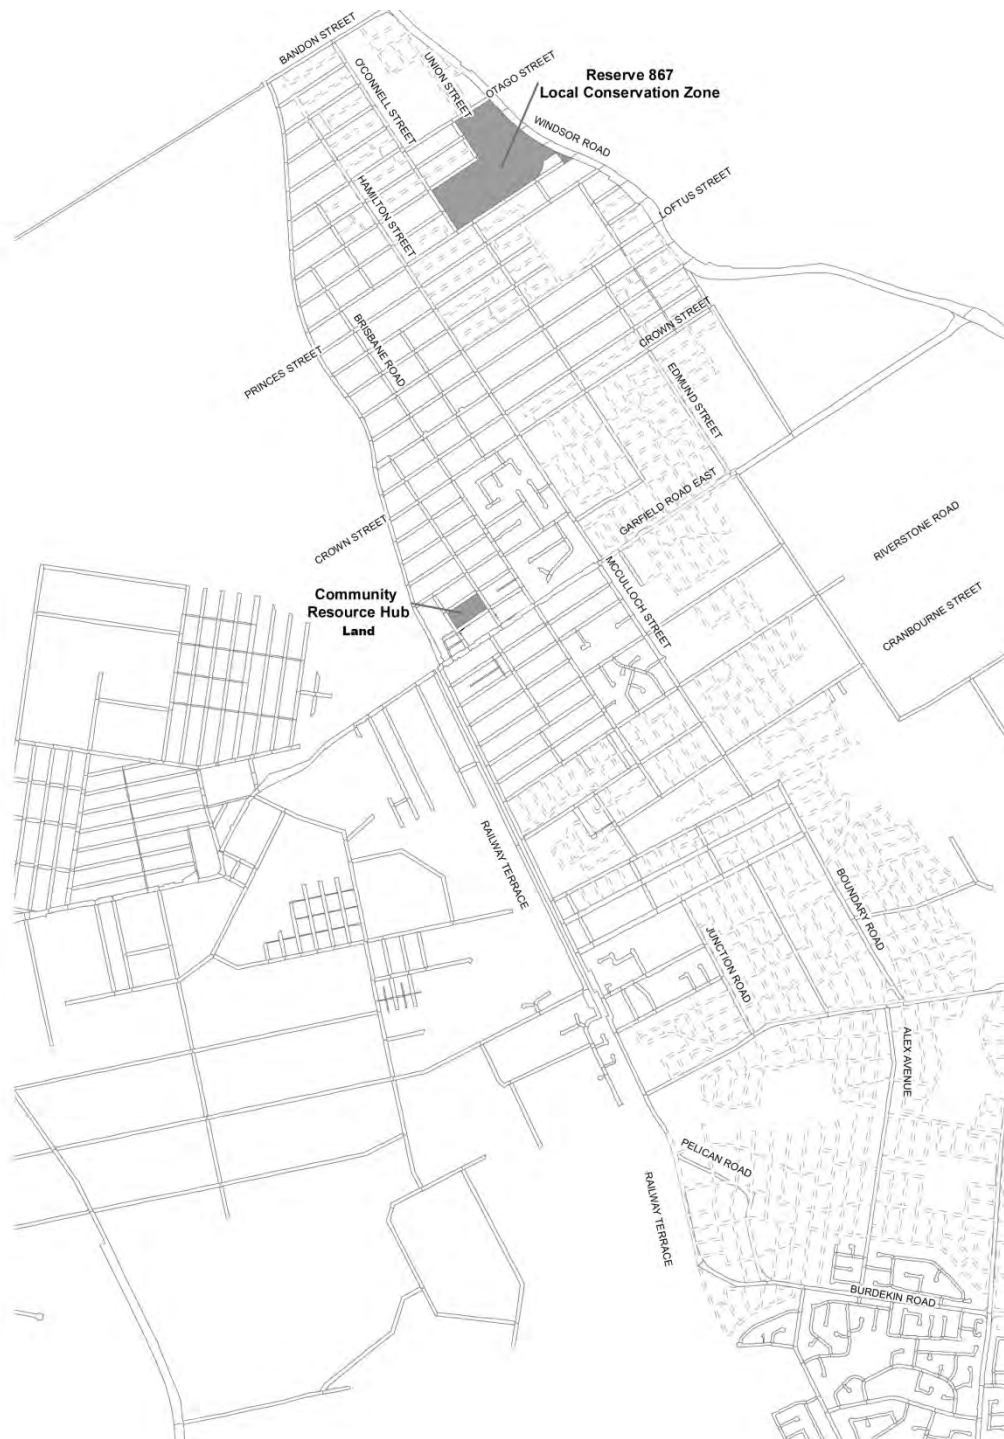 BANDON STREET
O'CONNELL STREET
UNION STREET
OTAGO STREET
Reserve 867
Local Conservation Zone
WINDSOR ROAD
HAMILTON STREET
LOFTUS STREET
BRISBANE ROAD
PRINCES STREET
CROWN STREET
EDMUND STREET
GARFIELD ROAD EAST
CROWN STREET
RIVERSTONE ROAD
MCCULLOCH STREET
CRANBOURNE STREET
Community
Resource Hub
Land
RAILWAY TERRACE
BOUNDARY ROAD
JUNCTION ROAD
ALEX AVENUE
PELICAN ROAD
RAILWAY TERRACE
BURDEKIN ROAD